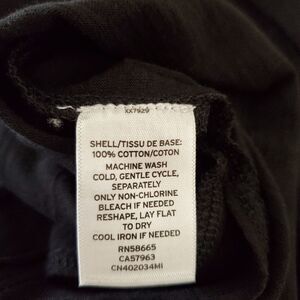 XX7929
SHELL/TISSU DE BASE:
100% COTTON/COTON
MACHINE WASH
COLD, GENTLE CYCLE,
SEPARATELY
ONLY NON-CHLORINE
BLEACH IF NEEDED
RESHAPE, LAY FLAT
TO DRY
COOL IRON IF NEEDED
RN58665
CA57963
CN402034MI